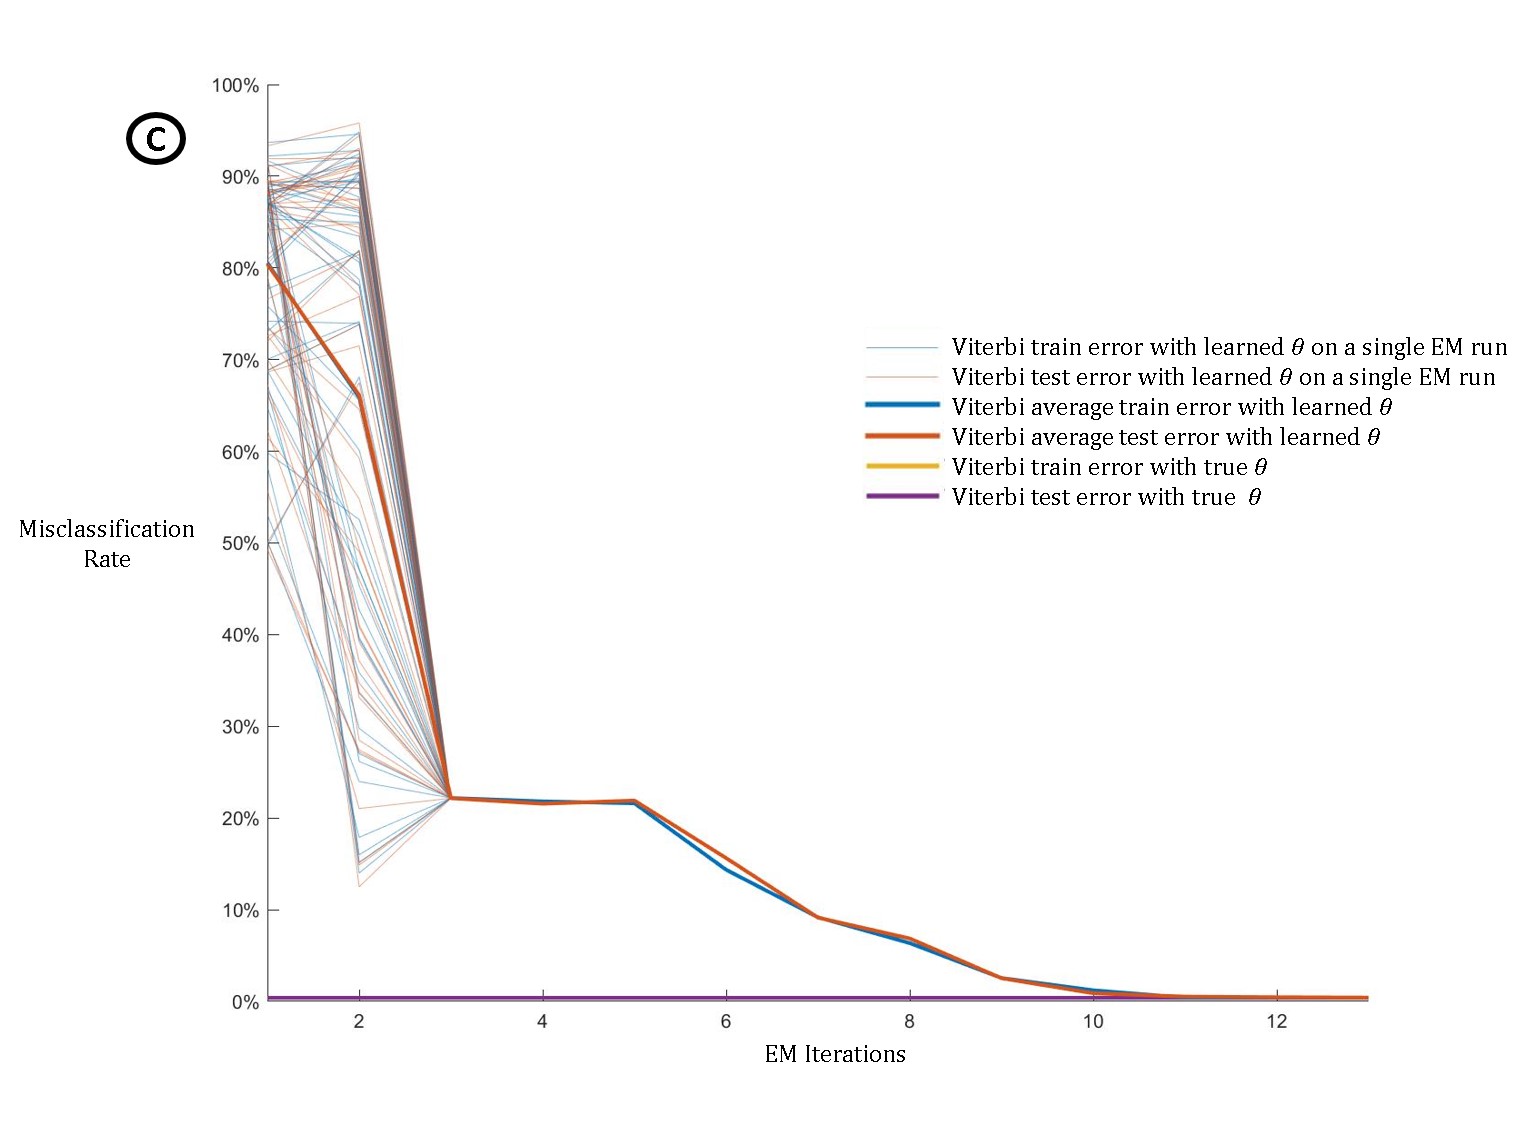 C
100%
90%
80%
70%
60%
50%
40%
30%
20%
10%
0%
Misclassification
Rate
Viterbi train error with learned θ on a single EM run
Viterbi test error with learned θ on a single EM run
Viterbi average train error with learned θ
Viterbi average test error with learned θ
Viterbi train error with true θ
Viterbi test error with true θ
2 4 6 8 10 12
EM Iterations